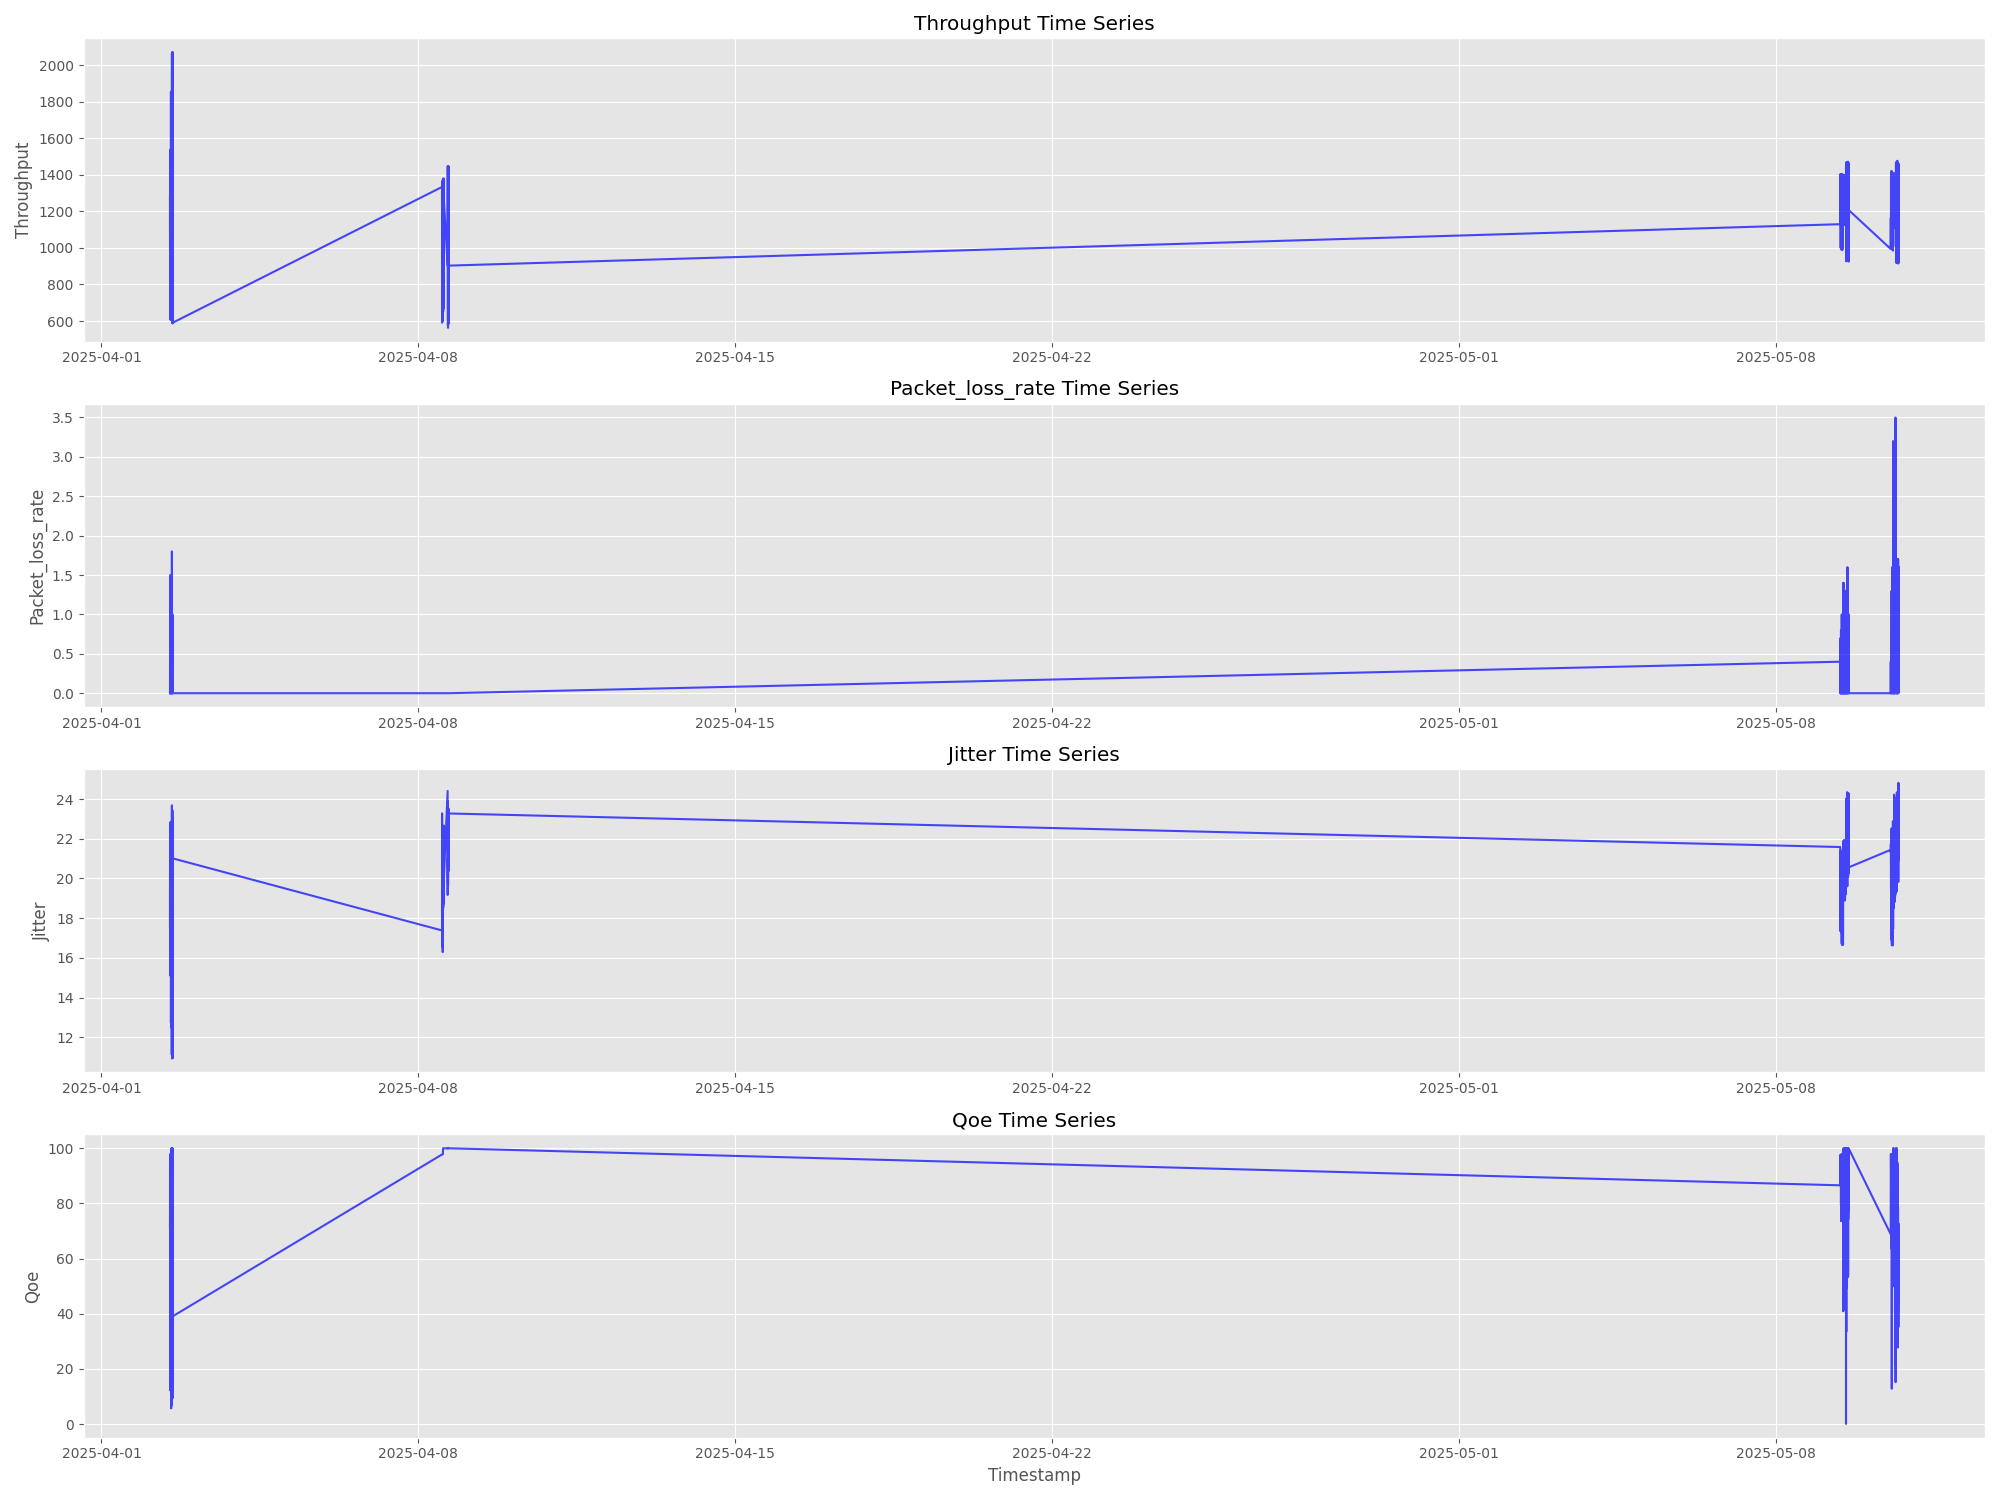 Throughput Time Series
Throughput
2000
1800
1600
1400
1200
1000
800
600
2025-04-01 2025-04-08 2025-04-15 2025-04-22 2025-05-01 2025-05-08
Packet_loss_rate Time Series
Packet_loss_rate
3.5
3.0
2.5
2.0
1.5
1.0
0.5
0.0
2025-04-01 2025-04-08 2025-04-15 2025-04-22 2025-05-01 2025-05-08
Jitter Time Series
Jitter
24
22
20
18
16
14
12
2025-04-01 2025-04-08 2025-04-15 2025-04-22 2025-05-01 2025-05-08
Qoe Time Series
Qoe
100
80
60
40
20
0
2025-04-01 2025-04-08 2025-04-15 2025-04-22 2025-05-01 2025-05-08
Timestamp